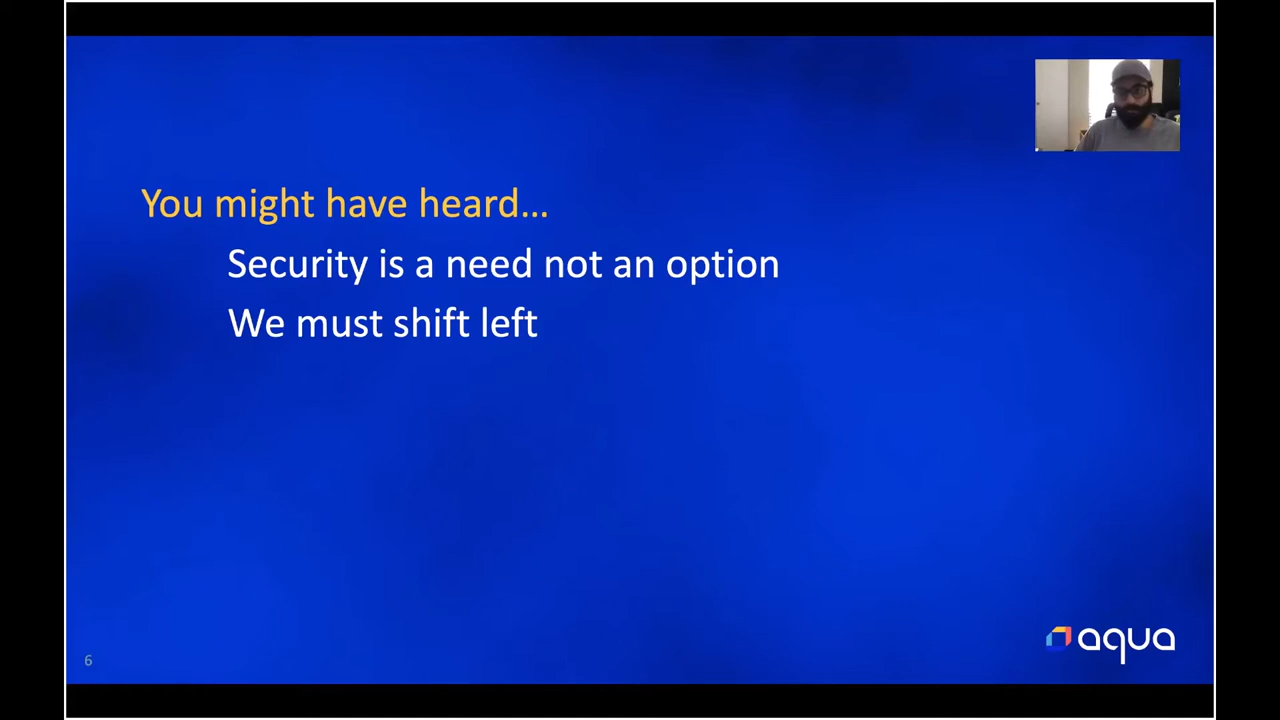 You might have heard...
Security is a need not an option
We must shift left
6
aqua